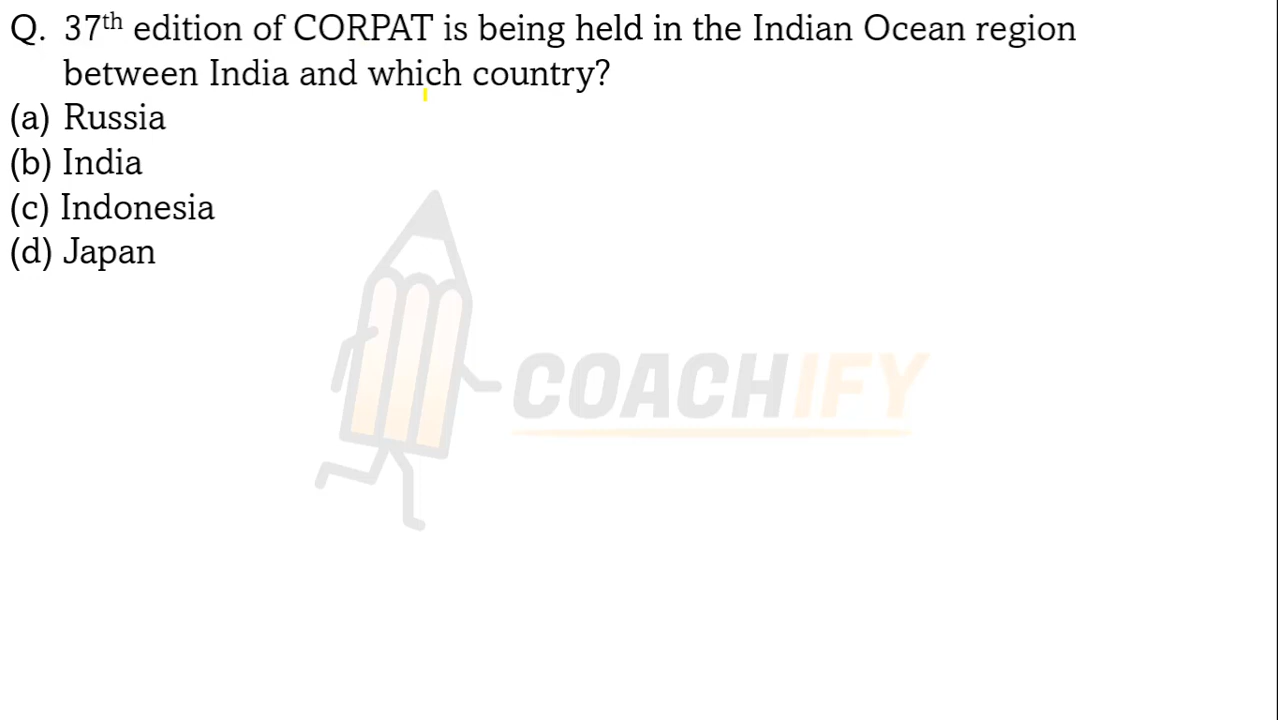 Q. 37th edition of CORPAT is being held in the Indian Ocean region
between India and which country?
(a) Russia
(b) India
(c) Indonesia
(d) Japan
COACHIFY